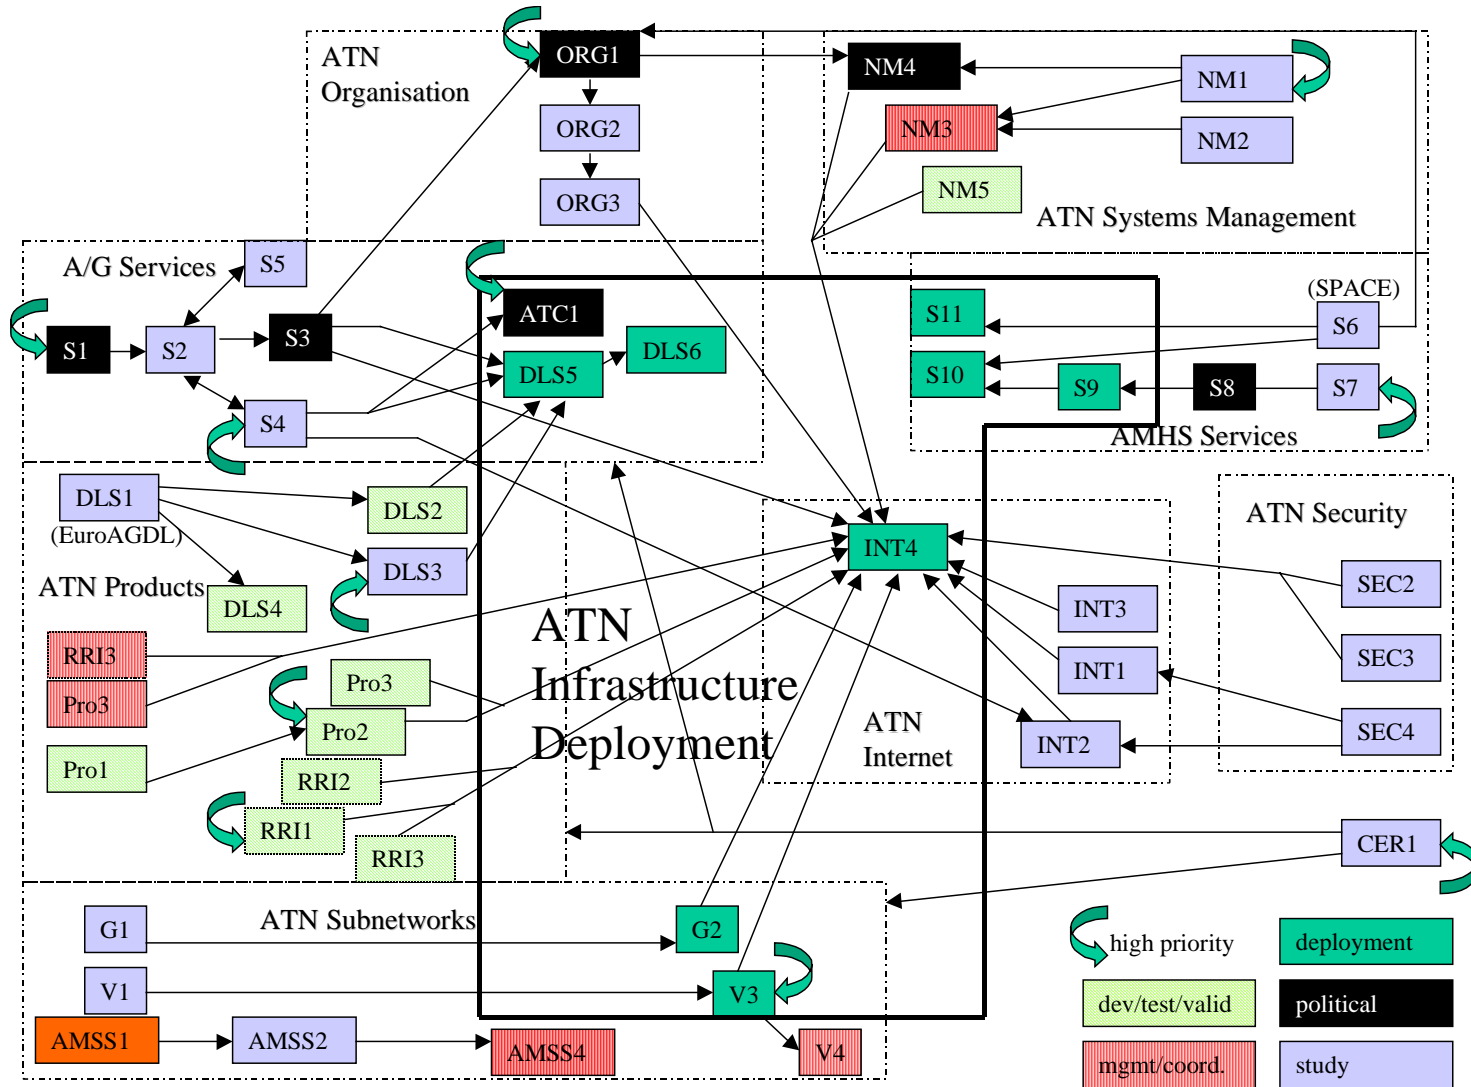 ATN
Organisation
ORG1
ORG2
ORG3
NM4
NM1
NM3
NM2
NM5
ATN Systems Management
A/G Services
S5
S1
S2
S3
S4
ATC1
DLS5
DLS6
S11
S10
S9
S8
(SPACE)
S6
S7
AMHS Services
DLS1
(EuroAGDL)
DLS2
DLS3
DLS4
ATN Products
RRI3
Pro3
Pro1
Pro3
Pro2
RRI2
RRI1
RRI3
ATN
Infrastructure
Deployment
INT4
INT3
INT1
INT2
ATN
Internet
ATN Security
SEC2
SEC3
SEC4
CER1
ATN Subnetworks
G1
G2
V1
V3
AMSS1
AMSS2
AMSS4
V4
high priority
deployment
dev/test/valid
political
mgmt/coord.
study